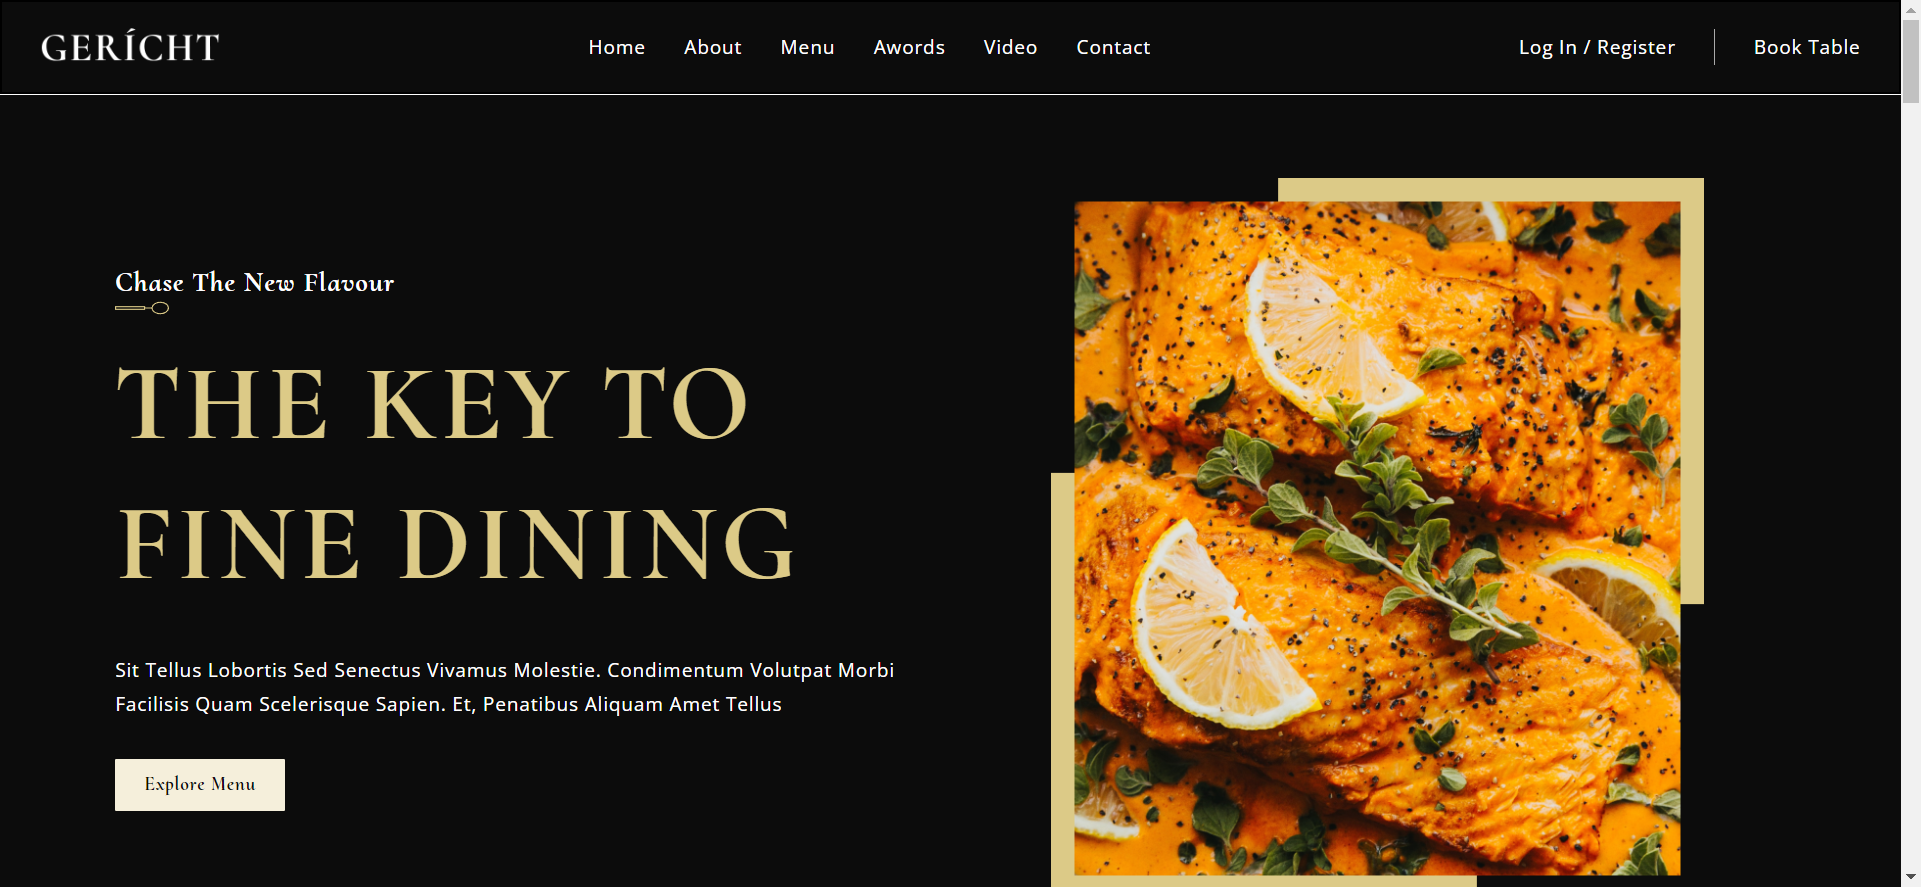 GERÍCHT
Home About Menu Awords Video Contact
Log In / Register Book Table
Chase The New Flavour
THE KEY TO
FINE DINING
Sit Tellus Lobortis Sed Senectus Vivamus Molestie. Condimentum Volutpat Morbi
Facilisis Quam Scelerisque Sapien. Et, Penatibus Aliquam Amet Tellus
Explore Menu